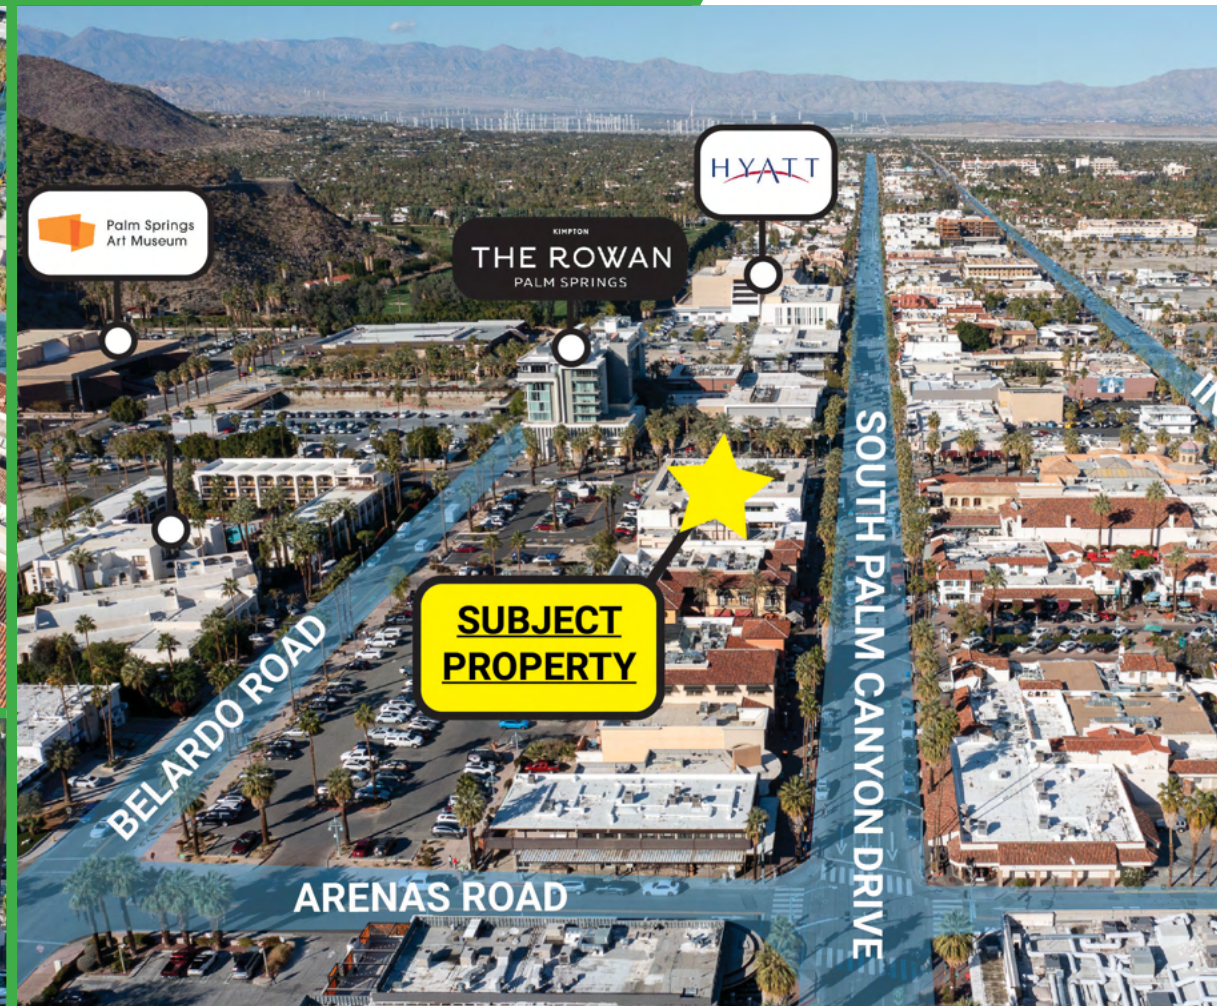 HYATT
Palm Springs
Art Museum
KIMPTON
THE ROWAN
PALM SPRINGS
SUBJECT
PROPERTY
SOUTH PALM CANYON DRIVE
BELARDO ROAD
ARENAS ROAD
IN